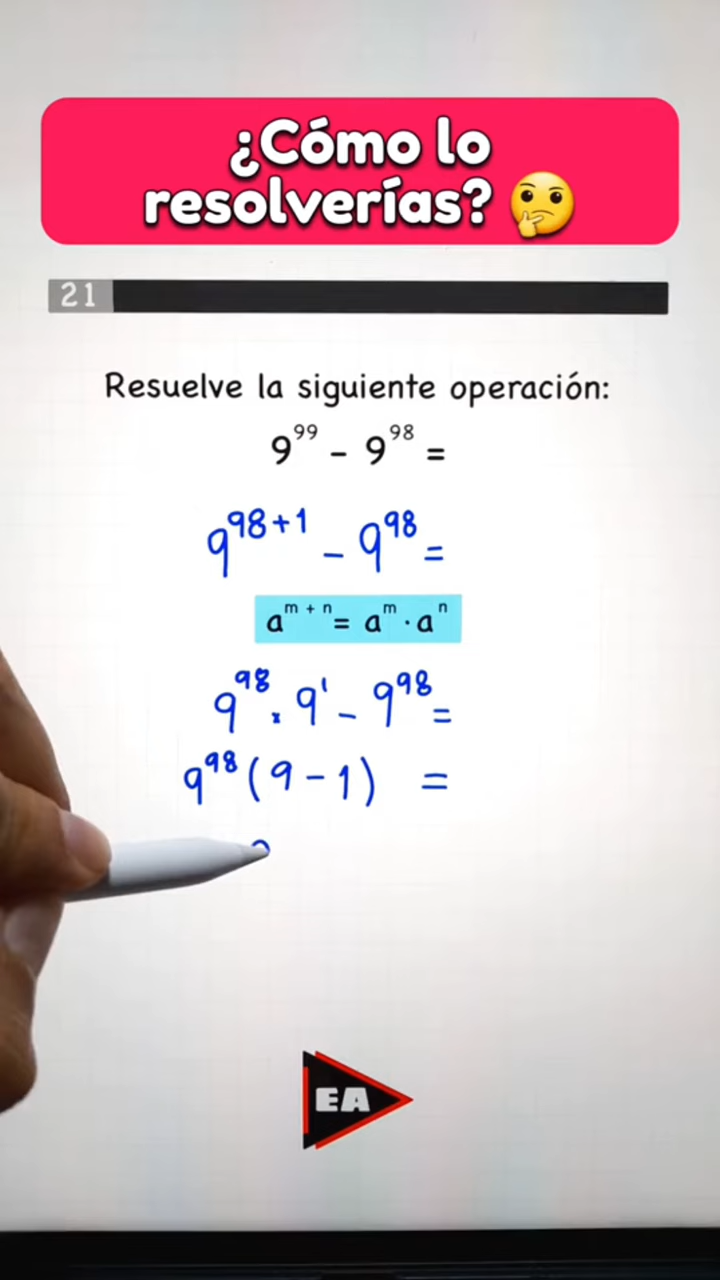 ¿Cómo lo
resolverías? 🤔
21
Resuelve la siguiente operación:
9⁹⁹ - 9⁹⁸ =
9⁹⁸⁺¹ - 9⁹⁸ =
aᵐ⁺ⁿ = aᵐ · aⁿ
9⁹⁸ × 9¹ - 9⁹⁸ =
9⁹⁸ (9 - 1) =
EA